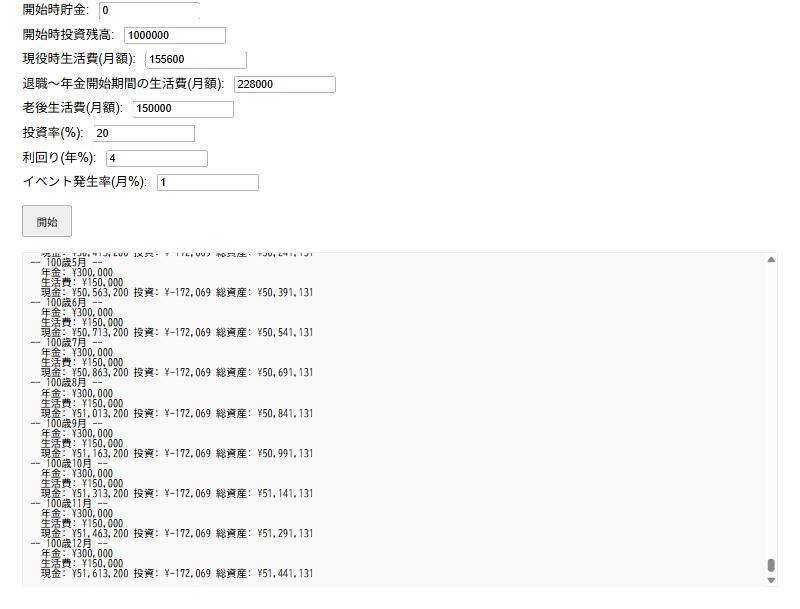 開始時貯金: 0
開始時投資残高: 1000000
現役時生活費(月額): 155600
退職～年金開始期間の生活費(月額): 228000
老後生活費(月額): 150000
投資率(%): 20
利回り(年%): 4
イベント発生率(月%): 1
開始
現金: ¥50,413,200 投資: ¥-172,069 総資産: ¥50,241,131
-- 100歳5月 --
年金: ¥300,000
生活費: ¥150,000
現金: ¥50,563,200 投資: ¥-172,069 総資産: ¥50,391,131
-- 100歳6月 --
年金: ¥300,000
生活費: ¥150,000
現金: ¥50,713,200 投資: ¥-172,069 総資産: ¥50,541,131
-- 100歳7月 --
年金: ¥300,000
生活費: ¥150,000
現金: ¥50,863,200 投資: ¥-172,069 総資産: ¥50,691,131
-- 100歳8月 --
年金: ¥300,000
生活費: ¥150,000
現金: ¥51,013,200 投資: ¥-172,069 総資産: ¥50,841,131
-- 100歳9月 --
年金: ¥300,000
生活費: ¥150,000
現金: ¥51,163,200 投資: ¥-172,069 総資産: ¥50,991,131
-- 100歳10月 --
年金: ¥300,000
生活費: ¥150,000
現金: ¥51,313,200 投資: ¥-172,069 総資産: ¥51,141,131
-- 100歳11月 --
年金: ¥300,000
生活費: ¥150,000
現金: ¥51,463,200 投資: ¥-172,069 総資産: ¥51,291,131
-- 100歳12月 --
年金: ¥300,000
生活費: ¥150,000
現金: ¥51,613,200 投資: ¥-172,069 総資産: ¥51,441,131